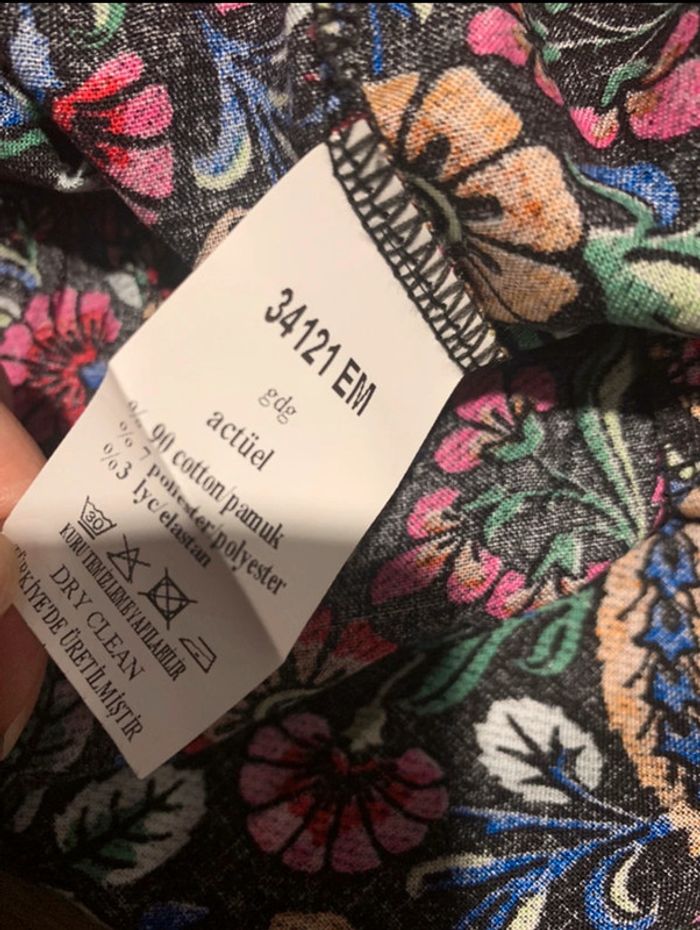 34121 EM
gdg
actüel
% 90 cotton/pamuk
% 7 poliester/polyester
%3 lyc/elastan
30
KURU TEMİZLEME YAPILABİLİR
DRY CLEAN
TÜRKİYE'DE ÜRETİLMİŞTİR